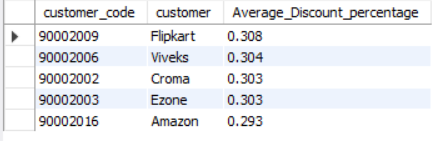 customer_code customer Average_Discount_percentage
90002009 Flipkart 0.308
90002006 Viveks 0.304
90002002 Croma 0.303
90002003 Ezone 0.303
90002016 Amazon 0.293